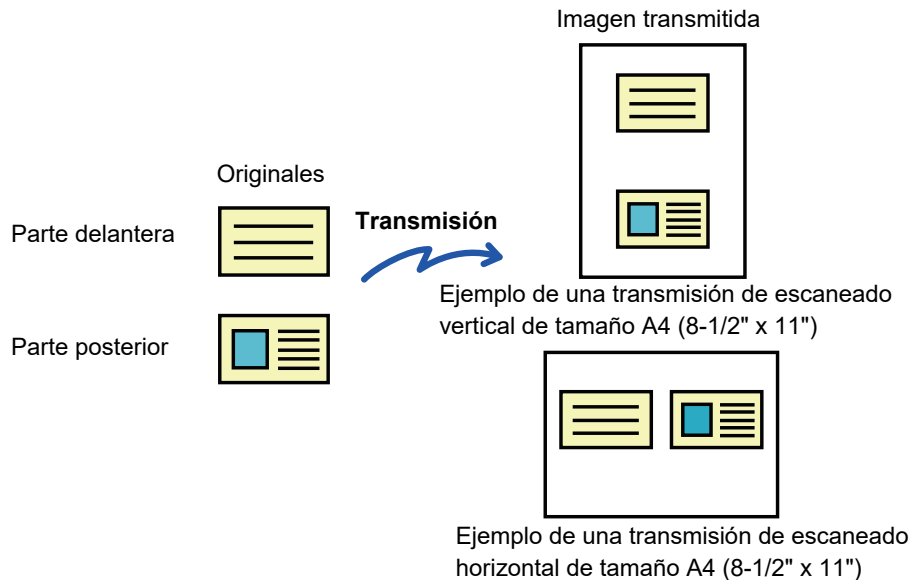 Imagen transmitida
Originales
Parte delantera
Transmisión
Parte posterior
Ejemplo de una transmisión de escaneado
vertical de tamaño A4 (8-1/2" x 11")
Ejemplo de una transmisión de escaneado
horizontal de tamaño A4 (8-1/2" x 11")